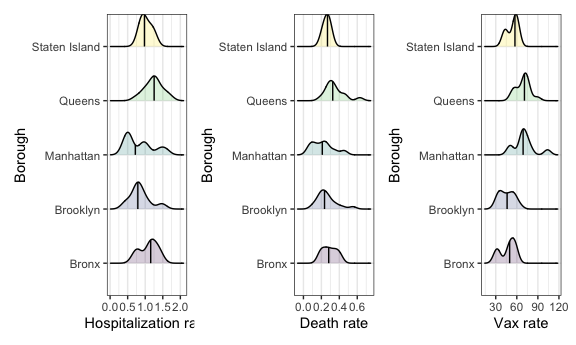 Borough
Staten Island
Queens
Manhattan
Brooklyn
Bronx
0.0 0.5 1.0 1.5 2.0
Hospitalization ra
Borough
Staten Island
Queens
Manhattan
Brooklyn
Bronx
0.0 0.2 0.4 0.6
Death rate
Borough
Staten Island
Queens
Manhattan
Brooklyn
Bronx
30 60 90 120
Vax rate